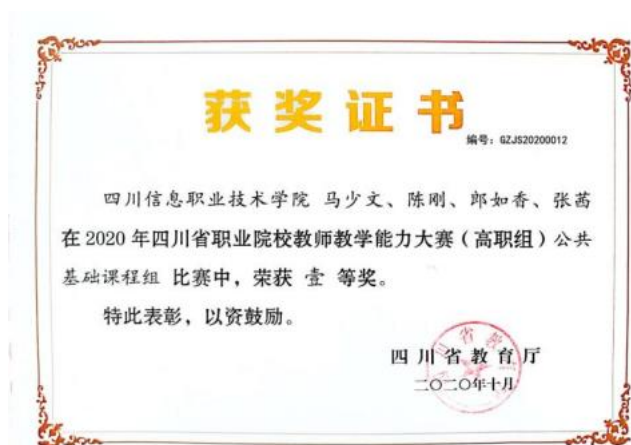 获奖证书
编号：GZJS20200012
四川信息职业技术学院 马少文、陈刚、郎如香、张茜
在 2020 年四川省职业院校教师教学能力大赛（高职组）公共
基础课程组 比赛中，荣获 壹 等奖。
特此表彰，以资鼓励。
四川省教育厅
二〇二〇年十月